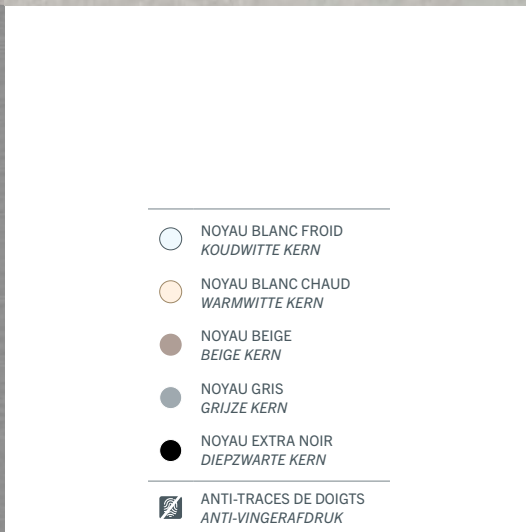 NOYAU BLANC FROID
KOUDWITTE KERN
NOYAU BLANC CHAUD
WARMWITTE KERN
NOYAU BEIGE
BEIGE KERN
NOYAU GRIS
GRIJZE KERN
NOYAU EXTRA NOIR
DIEPZWARTE KERN
ANTI-TRACES DE DOIGTS
ANTI-VINGERAFDRUK